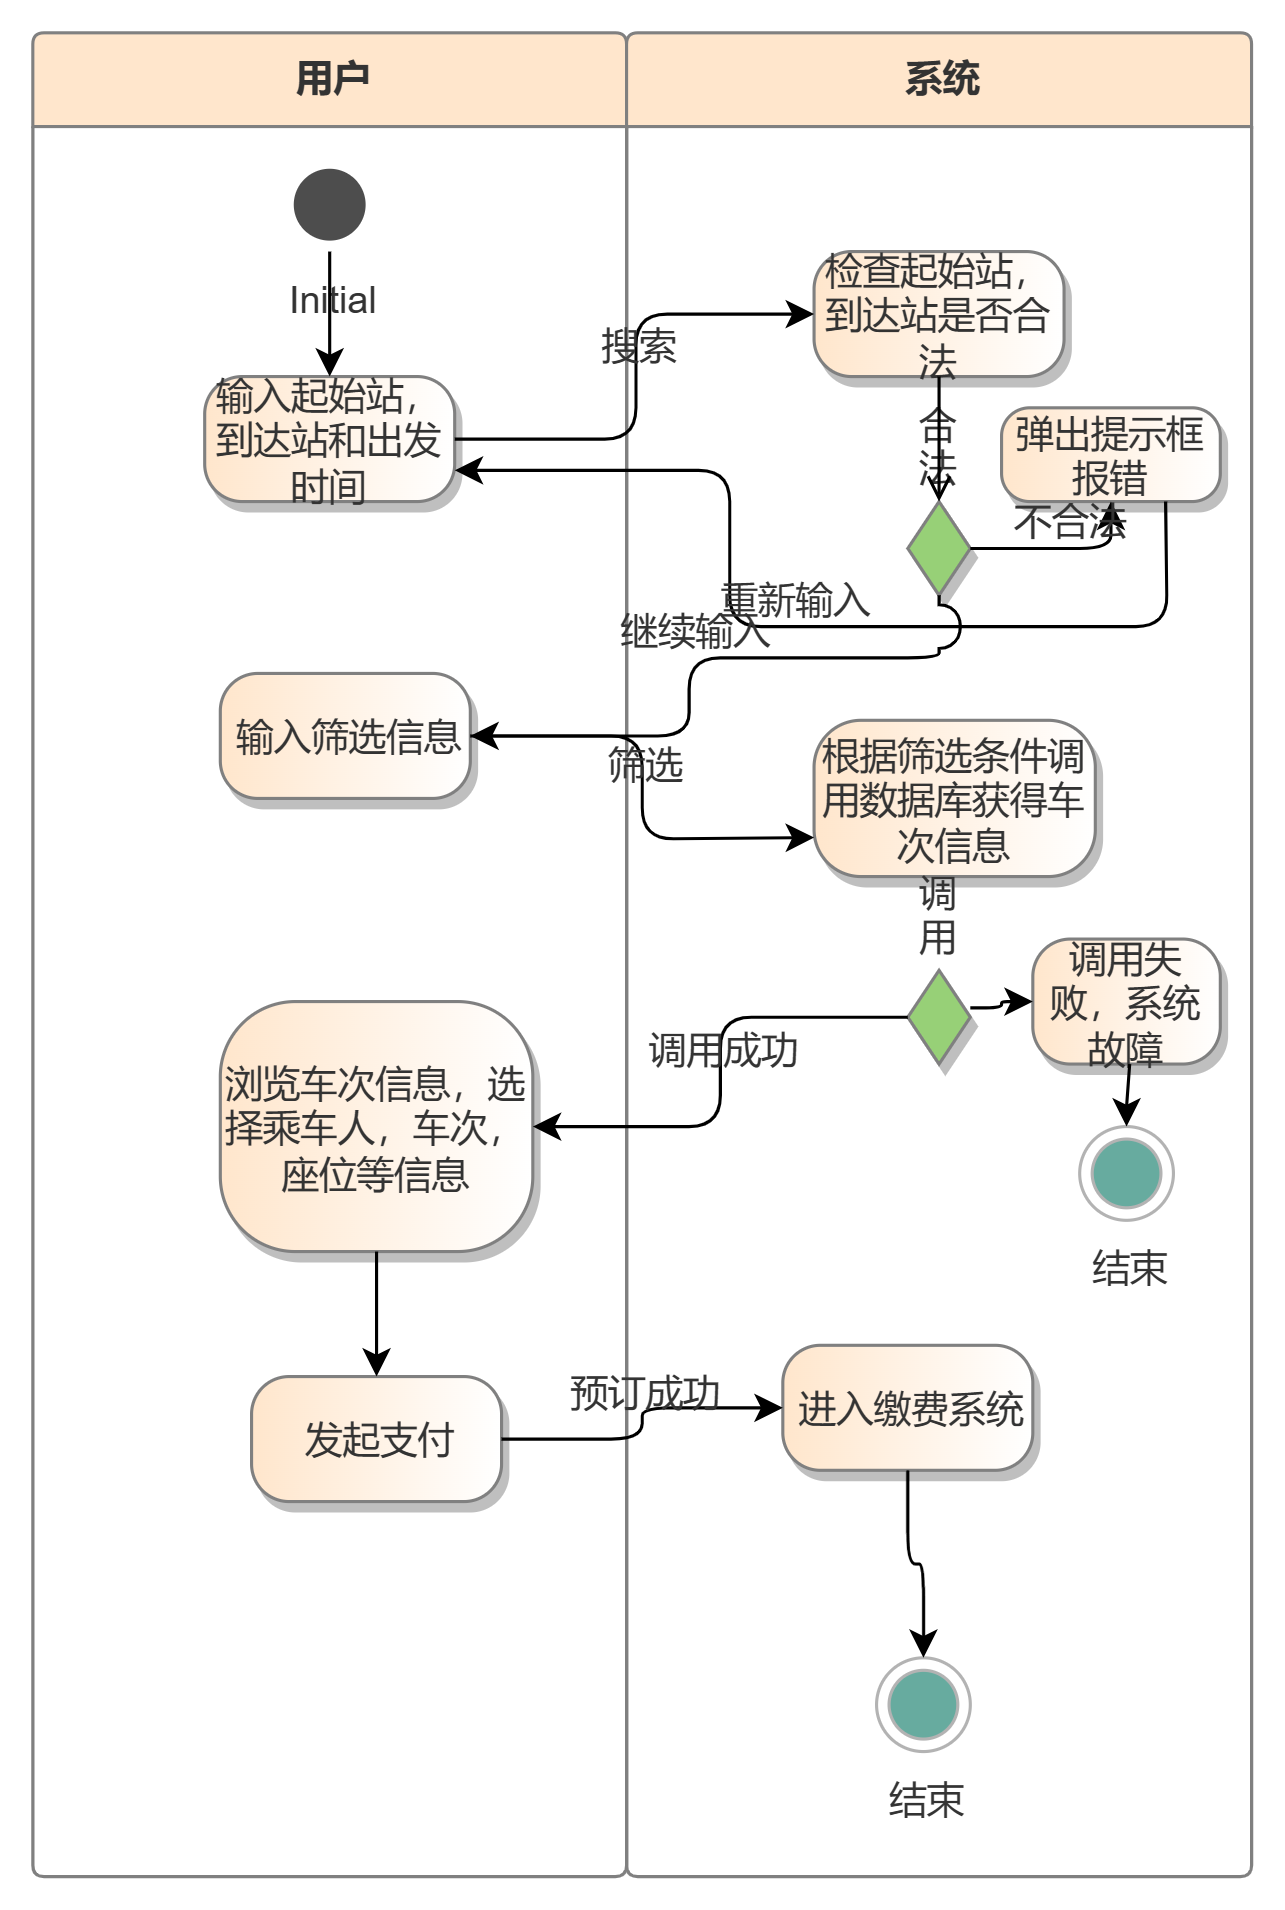 用户
系统
Initial
输入起始站，
到达站和出发
时间
搜索
检查起始站，
到达站是否合
法
合
法
弹出提示框
报错
不合法
重新输入
继续输入
输入筛选信息
筛选
根据筛选条件调
用数据库获得车
次信息
调
用
调用失
败，系统
故障
调用成功
浏览车次信息，选
择乘车人，车次，
座位等信息
结束
发起支付
预订成功
进入缴费系统
结束